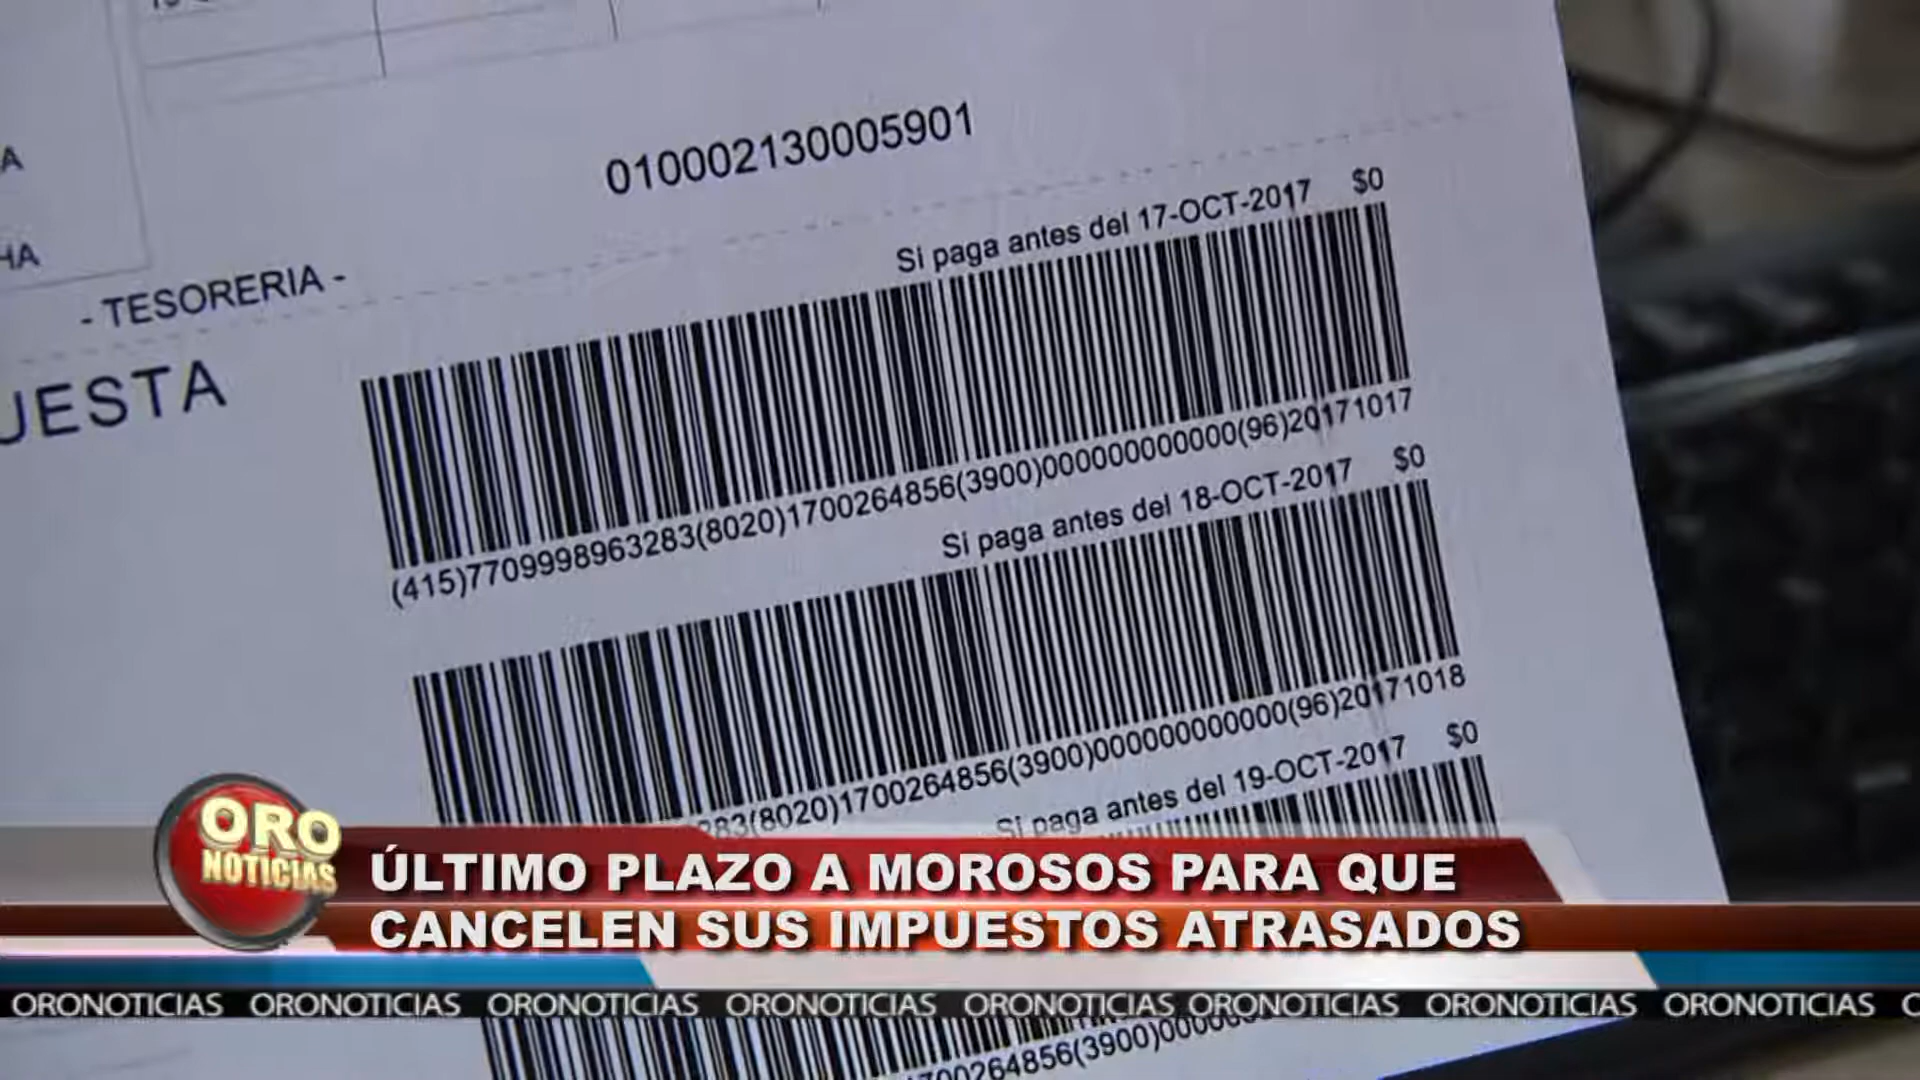 010002130005901
A
HA
- TESORERIA -
UESTA
Si paga antes del 17-OCT-2017 $0
(415)7709998963283(8020)1700264856(3900)000000000000(96)20171017
Si paga antes del 18-OCT-2017 $0
283(8020)1700264856(3900)000000000000(96)20171018
Si paga antes del 19-OCT-2017 $0
ORO
NOTICIAS
ÚLTIMO PLAZO A MOROSOS PARA QUE
CANCELEN SUS IMPUESTOS ATRASADOS
ORONOTICIAS ORONOTICIAS ORONOTICIAS ORONOTICIAS ORONOTICIAS ORONOTICIAS ORONOTICIAS ORONOTICIAS O